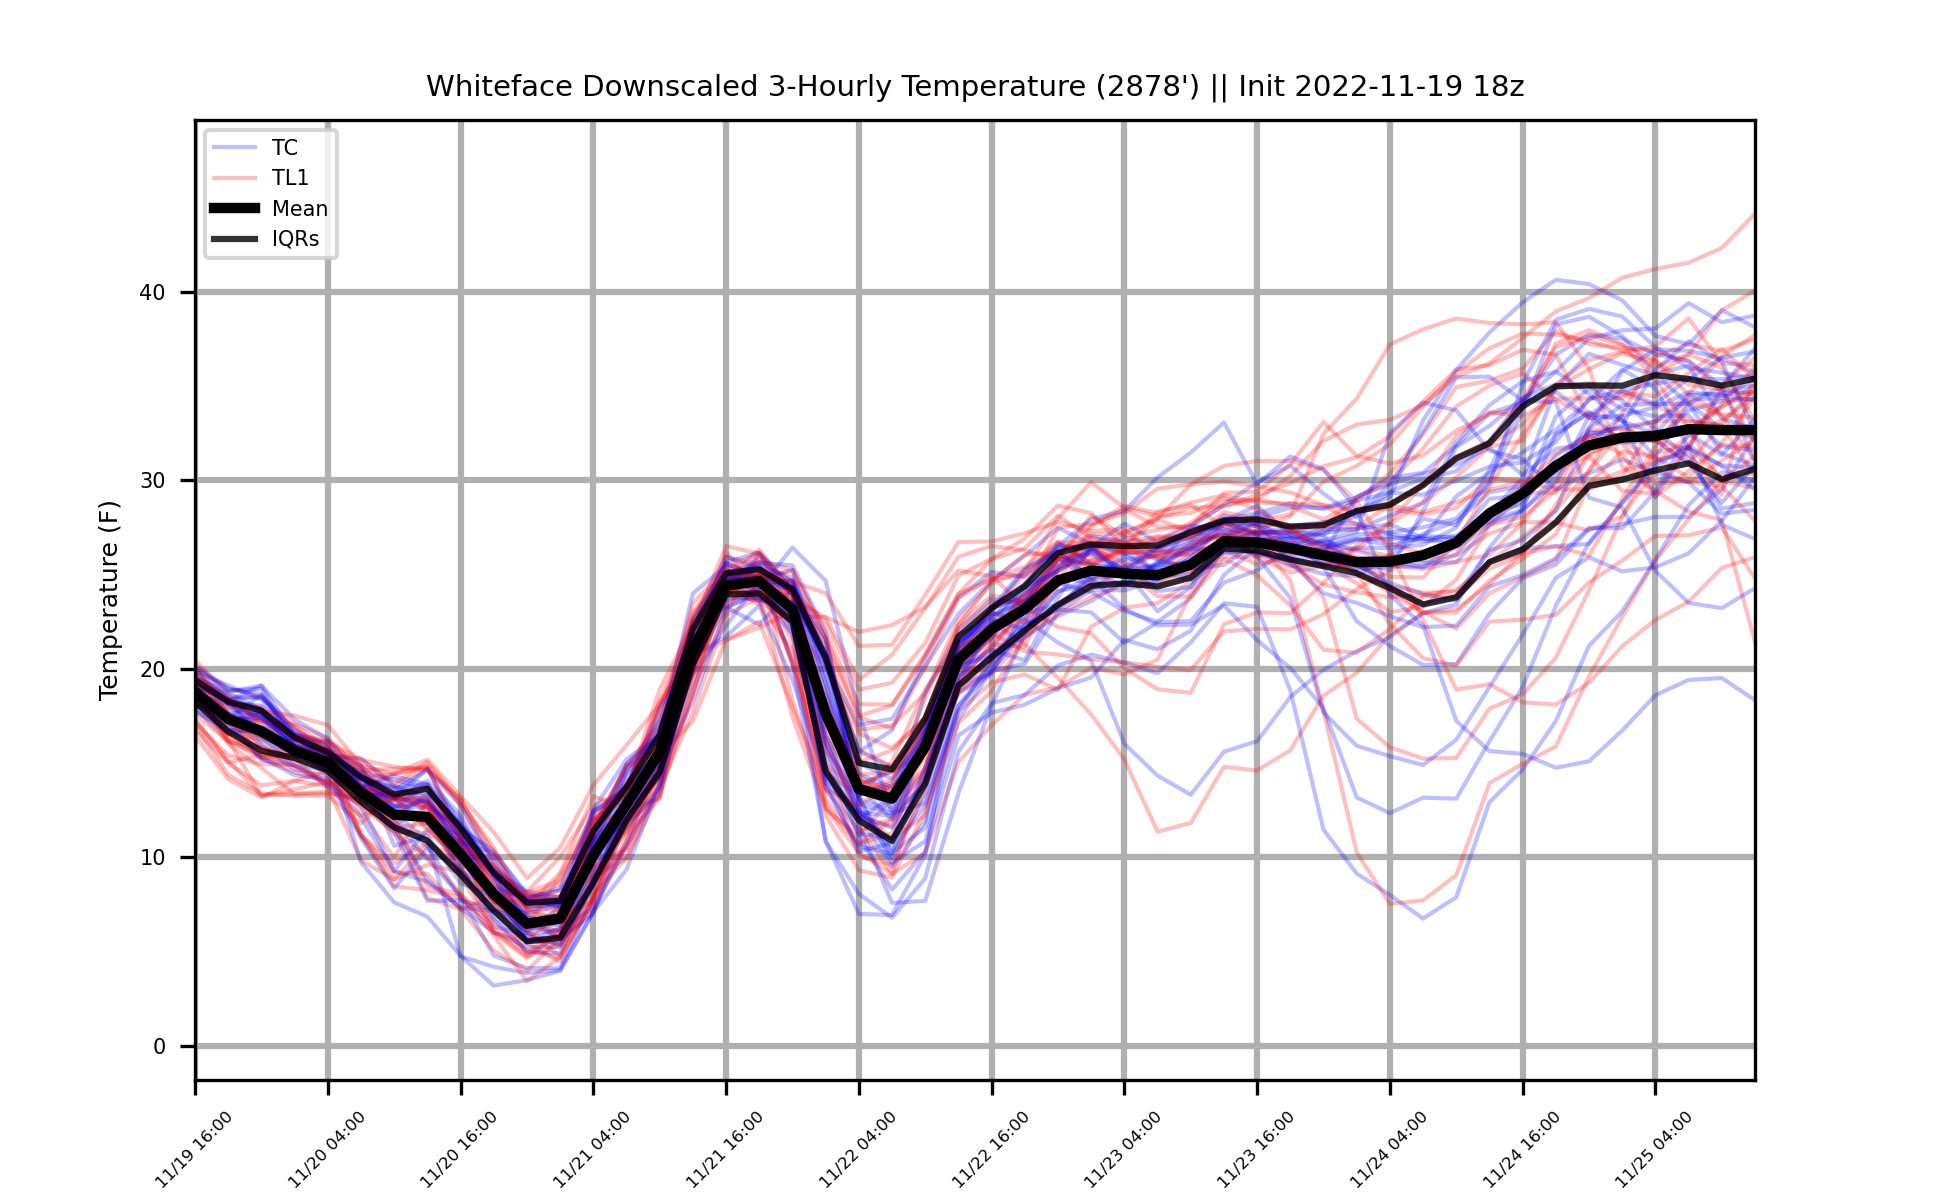 Whiteface Downscaled 3-Hourly Temperature (2878') || Init 2022-11-19 18z
TC
TL1
Mean
IQRs
Temperature (F)
40
30
20
10
0
11/19 16:00
11/20 04:00
11/20 16:00
11/21 04:00
11/21 16:00
11/22 04:00
11/22 16:00
11/23 04:00
11/23 16:00
11/24 04:00
11/24 16:00
11/25 04:00